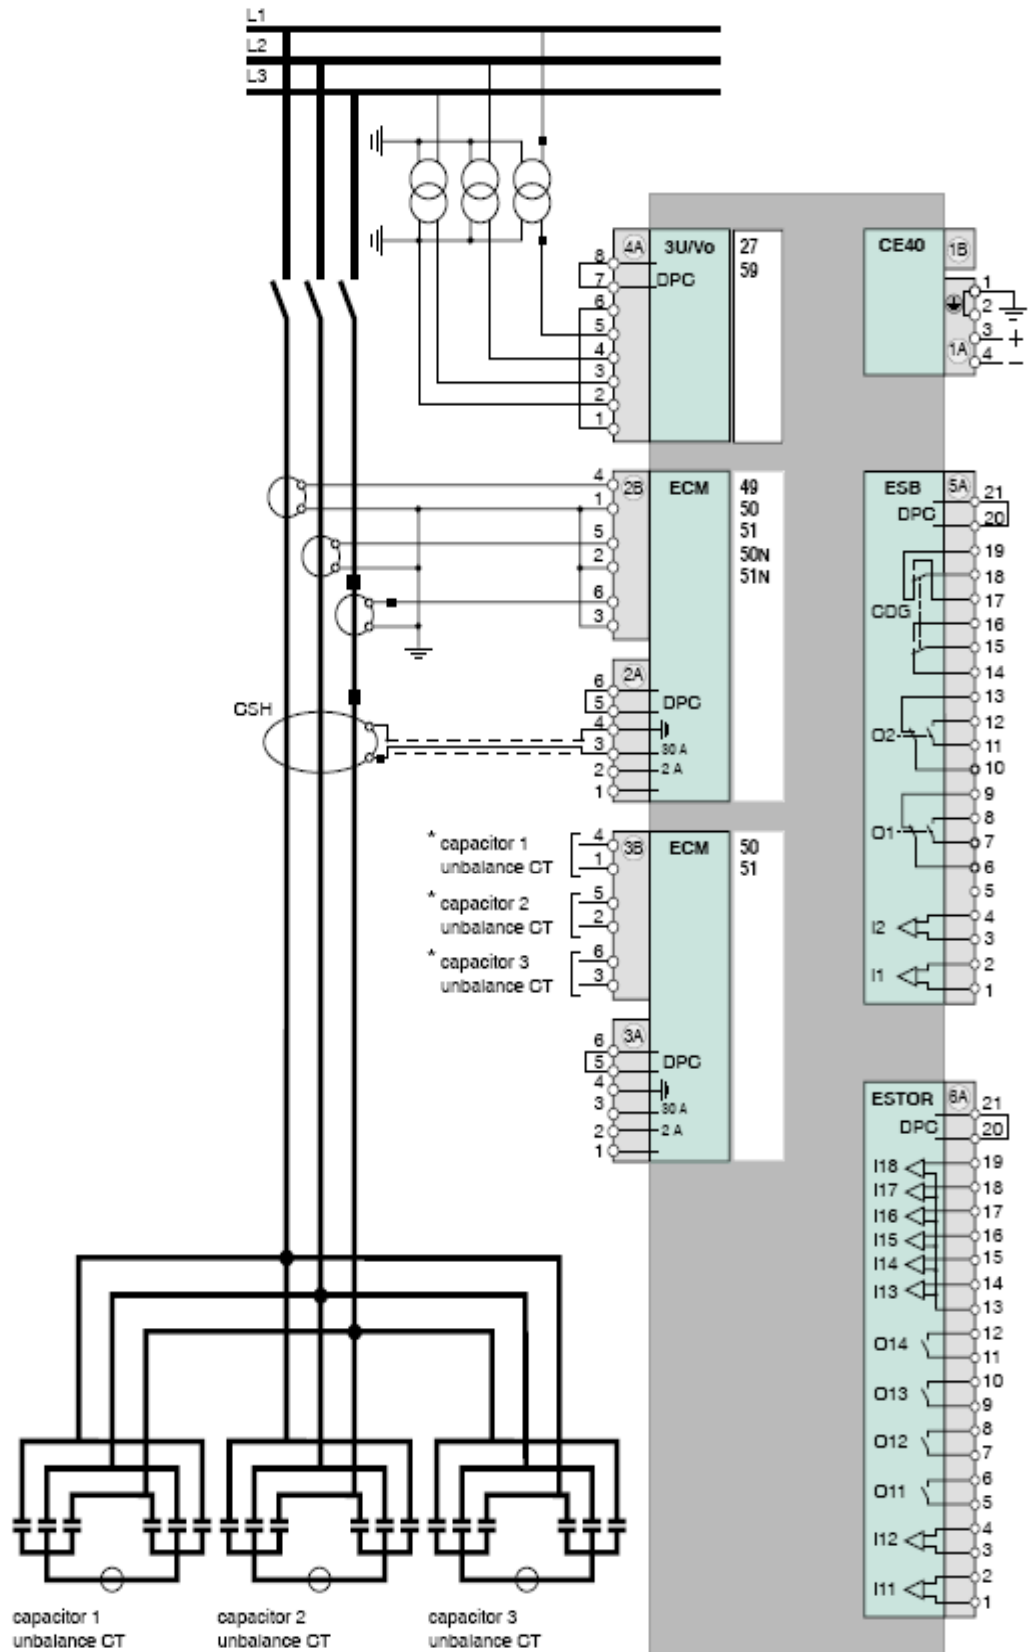 L1
L2
L3
4A 3U/Vo 27
59
DPC
8
7
6
5
4
3
2
1
CE40 1B
1
2
3 +
1A 4 -
2B ECM 49
50
51
50N
51N
4
1
5
2
6
3
CSH
2A
6
5 DPC
4
3 30 A
2 2 A
1
* capacitor 1
unbalance CT
* capacitor 2
unbalance CT
* capacitor 3
unbalance CT
3B ECM 50
51
4
1
5
2
6
3
3A
6
5 DPC
4
3 30 A
2 2 A
1
ESB 5A 21
DPC 20
19
18
17
CDG 16
15
14
13
12
O2 11
10
9
8
O1 7
6
5
4
I2 3
2
I1 1
ESTOR 6A 21
DPC 20
I18 19
I17 18
I16 17
I15 16
I14 15
I13 14
13
O14 12
11
O13 10
9
O12 8
7
O11 6
5
I12 4
3
I11 2
1
capacitor 1
unbalance CT
capacitor 2
unbalance CT
capacitor 3
unbalance CT